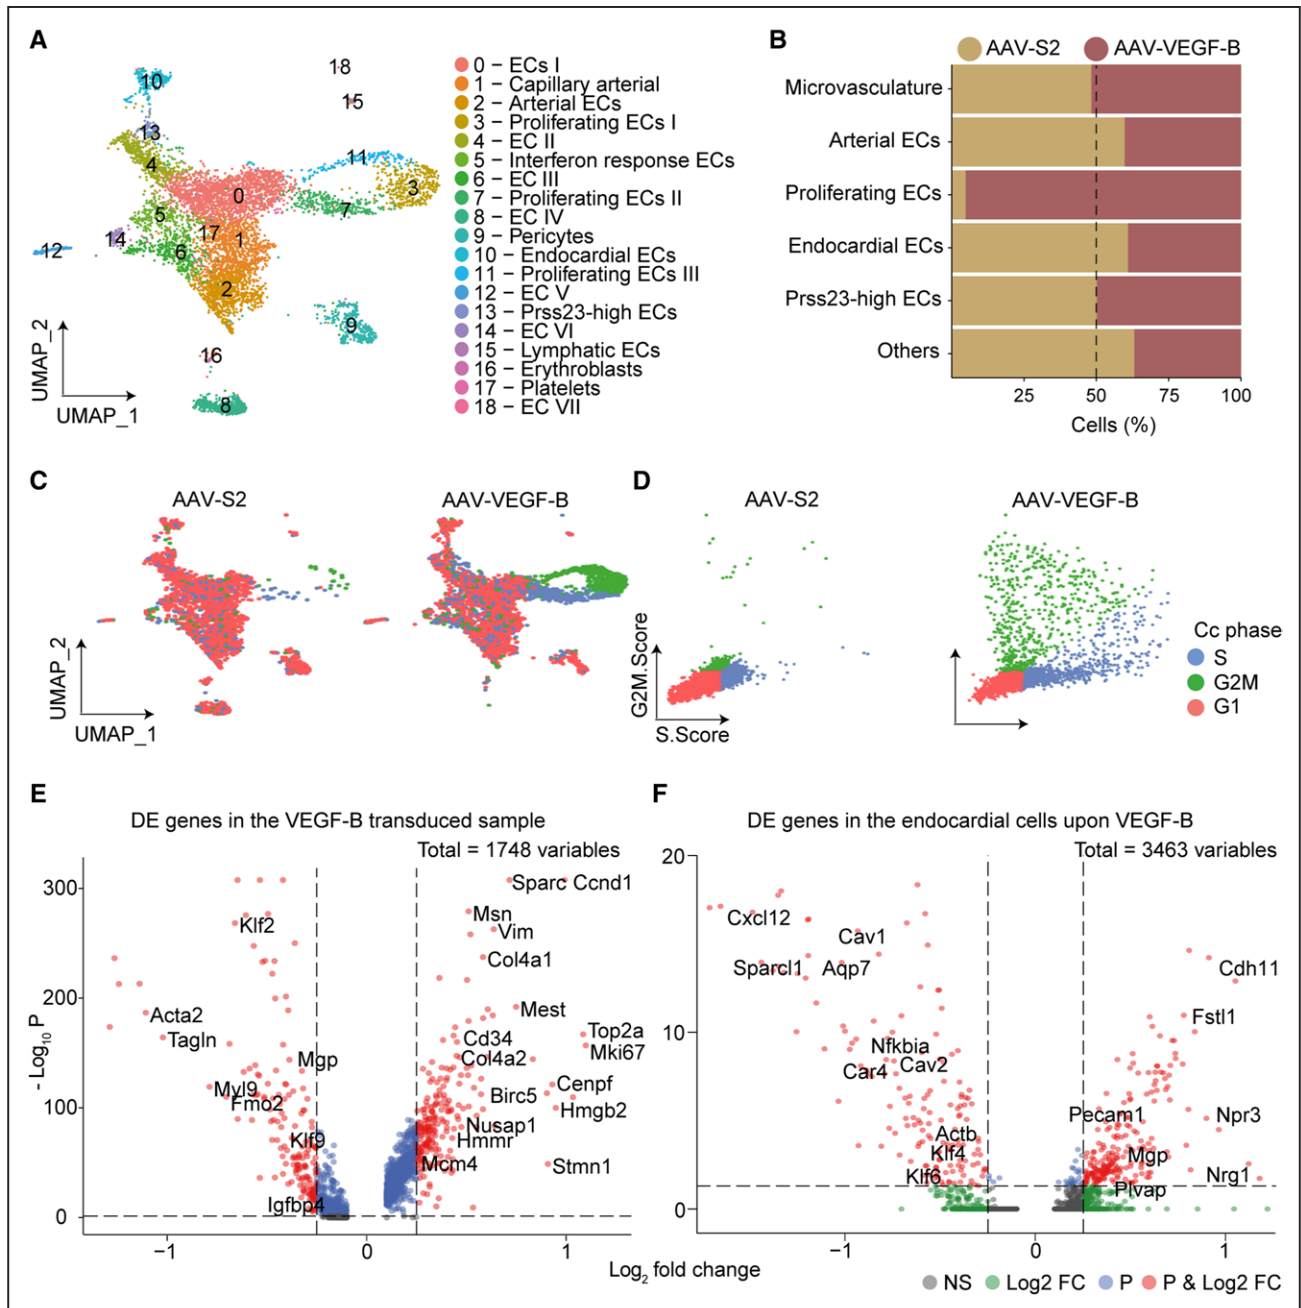 A
10
18
15
13
4
11
3
0
7
5
17
14
1
6
12
2
9
16
8
UMAP_2
UMAP_1
0 – ECs I
1 – Capillary arterial
2 – Arterial ECs
3 – Proliferating ECs I
4 – EC II
5 – Interferon response ECs
6 – EC III
7 – Proliferating ECs II
8 – EC IV
9 – Pericytes
10 – Endocardial ECs
11 – Proliferating ECs III
12 – EC V
13 – Prss23-high ECs
14 – EC VI
15 – Lymphatic ECs
16 – Erythroblasts
17 – Platelets
18 – EC VII
B
AAV-S2 AAV-VEGF-B
Microvasculature
Arterial ECs
Proliferating ECs
Endocardial ECs
Prss23-high ECs
Others
25 50 75 100
Cells (%)
C
AAV-S2 AAV-VEGF-B
UMAP_2
UMAP_1
D
AAV-S2 AAV-VEGF-B
G2M.Score
S.Score
Cc phase
S
G2M
G1
E
DE genes in the VEGF-B transduced sample
Total = 1748 variables
- Log10 P
300
200
100
0
Sparc Ccnd1
Msn
Klf2
Vim
Col4a1
Mest
Acta2
Top2a
Tagln
Cd34
Mki67
Mgp
Col4a2
Cenpf
Myl9
Birc5
Fmo2
Hmgb2
Nusap1
Klf9
Hmmr
Mcm4
Stmn1
Igfbp4
−1 0 1
F
DE genes in the endocardial cells upon VEGF-B
Total = 3463 variables
20
10
0
Cxcl12
Cav1
Sparcl1 Aqp7
Cdh11
Fstl1
Nfkbia
Car4 Cav2
Pecam1
Npr3
Actb
Klf4
Mgp
Klf6
Nrg1
Plvap
−1 0 1
Log2 fold change
NS Log2 FC P P & Log2 FC